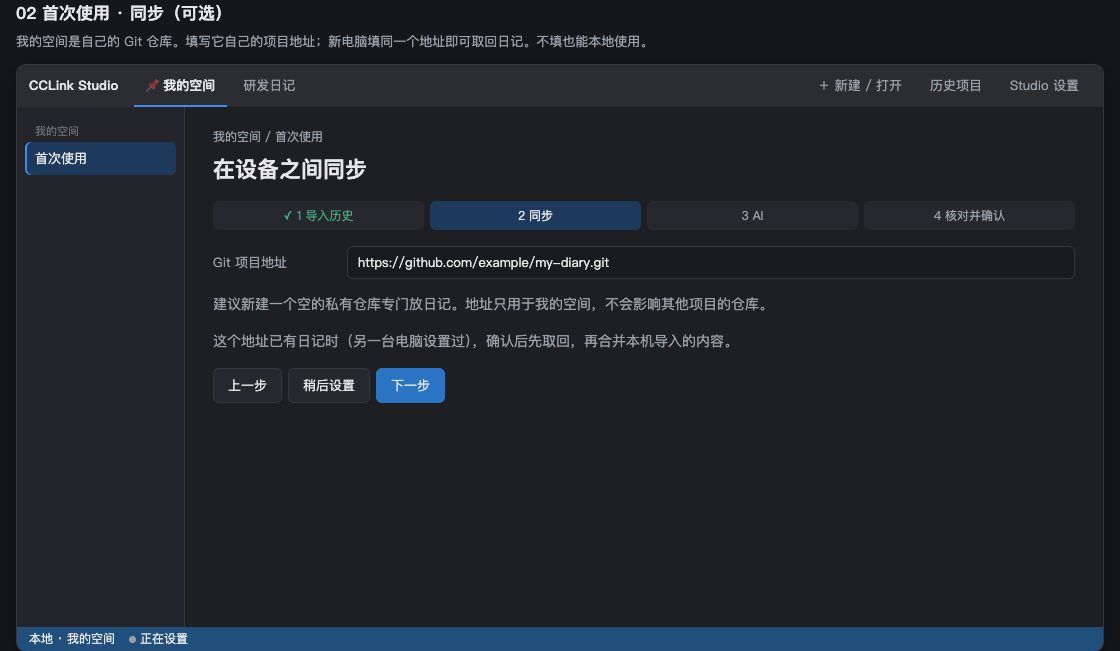 02 首次使用 · 同步（可选）
我的空间是自己的 Git 仓库。填写它自己的项目地址；新电脑填同一个地址即可取回日记。不填也能本地使用。
CCLink Studio 📌 我的空间 研发日记 + 新建 / 打开 历史项目 Studio 设置
我的空间
首次使用
我的空间 / 首次使用
在设备之间同步
✓ 1 导入历史 2 同步 3 AI 4 核对并确认
Git 项目地址 https://github.com/example/my-diary.git
建议新建一个空的私有仓库专门放日记。地址只用于我的空间，不会影响其他项目的仓库。
这个地址已有日记时（另一台电脑设置过），确认后先取回，再合并本机导入的内容。
上一步 稍后设置 下一步
本地 · 我的空间 ● 正在设置